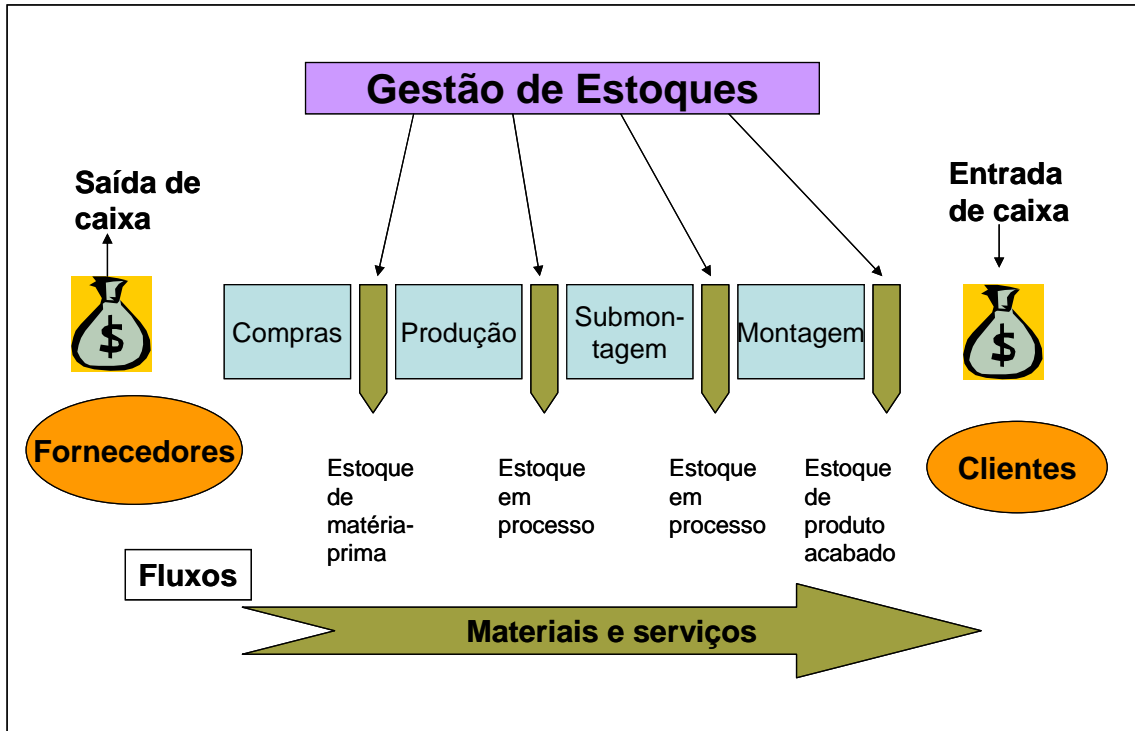 Gestão de Estoques
Saída de
caixa
Entrada
de caixa
$
$
Compras
Produção
Submon-
tagem
Montagem
Fornecedores
Clientes
Estoque
de
matéria-
prima
Estoque
em
processo
Estoque
em
processo
Estoque
de
produto
acabado
Fluxos
Materiais e serviços